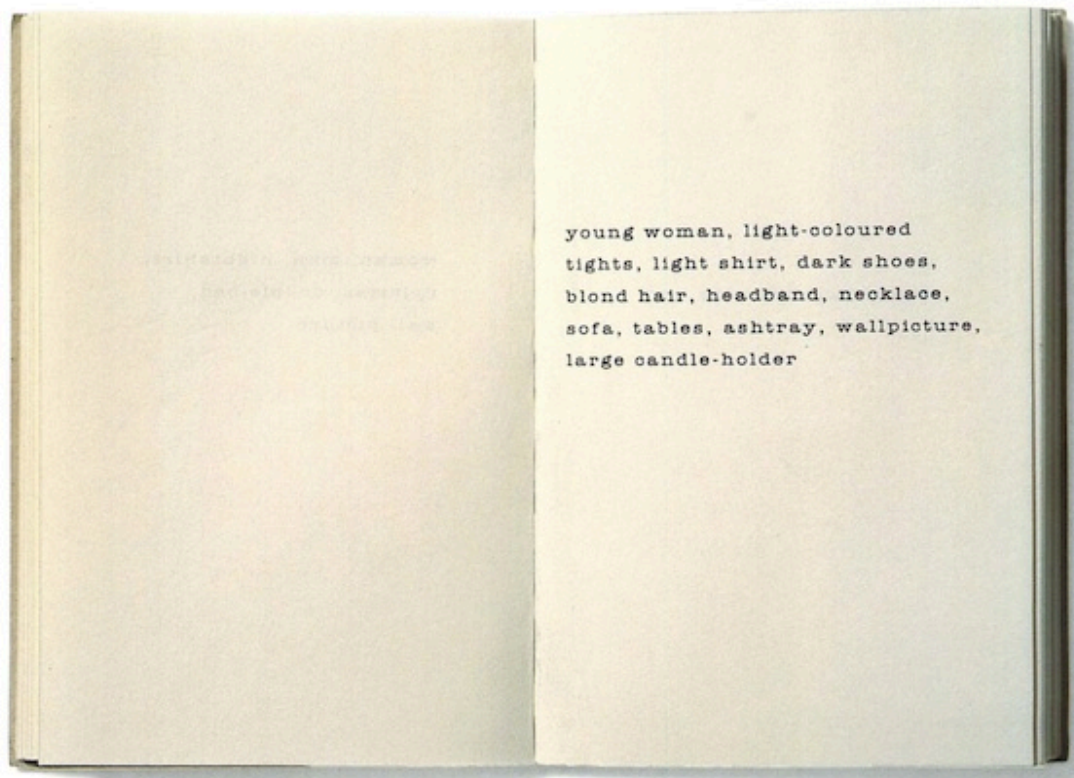 young woman, light-coloured
tights, light shirt, dark shoes,
blond hair, headband, necklace,
sofa, tables, ashtray, wallpicture,
large candle-holder